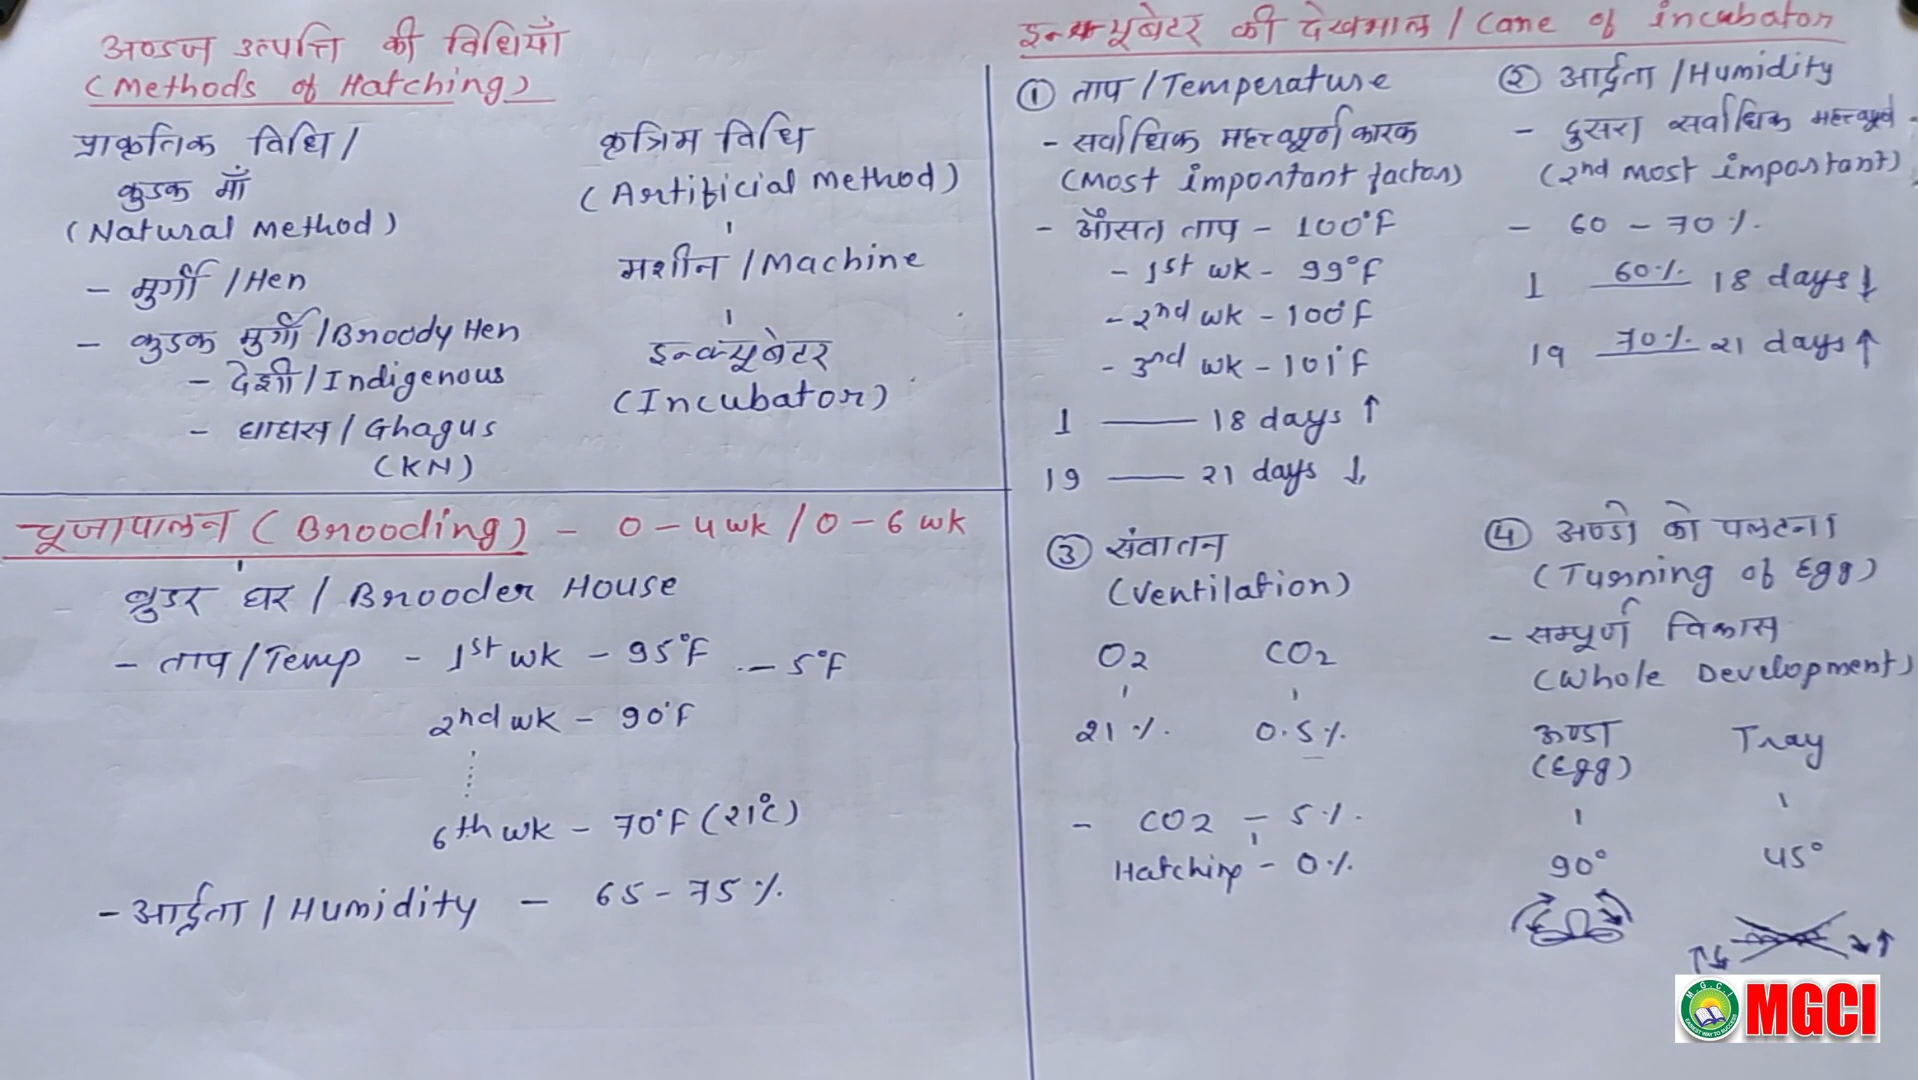 अण्डज उत्पत्ति की विधियाँ
(Methods of Hatching)
प्राकृतिक विधि /
कुडक माँ
(Natural method)
- मुर्गी / Hen
- कुडक मुर्गी / Broody Hen
- देशी / Indigenous
- घाघस / Ghagus
(KN)
कृत्रिम विधि
(Artificial method)
मशीन / Machine
इन्क्यूबेटर
(Incubator)
चूजापालन (Brooding) - 0-4 wk / 0-6 wk
ब्रुडर घर / Brooder House
- ताप / Temp - 1st wk - 95°F - 5°F
2nd wk - 90°F
6th wk - 70°F (21°C)
- आर्द्रता / Humidity - 65-75%
इन्क्यूबेटर की देखभाल / Care of incubator
① ताप / Temperature
- सर्वाधिक महत्वपूर्ण कारक
(Most important factor)
- औसत ताप - 100°F
- 1st wk - 99°F
- 2nd wk - 100°F
- 3rd wk - 101°F
1 — 18 days ↑
19 — 21 days ↓
② आर्द्रता / Humidity
- दुसरा सर्वाधिक महत्वपूर्ण
(2nd most important)
- 60 - 70%
1 60% 18 days ↓
19 70% 21 days ↑
③ संवातन
(Ventilation)
O2 CO2
21% 0.5%
- CO2 - 5%
Hatching - 0%
④ अण्डो को पलटना
(Turning of Egg)
- सम्पूर्ण विकास
(Whole Development)
अण्डा Tray
(Egg)
90° 45°
M.G.C.I
EASIEST WAY TO SUCCESS
MGCI